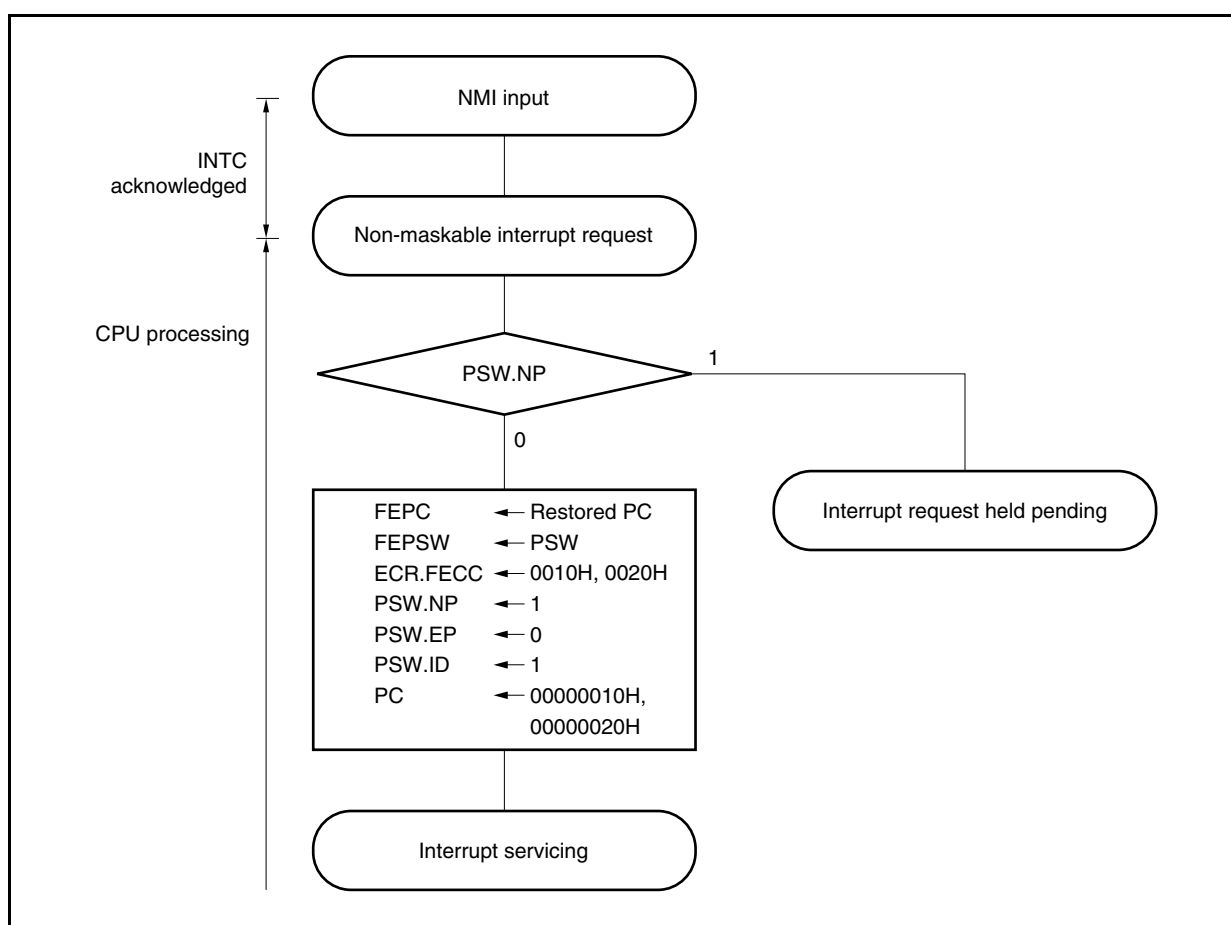 NMI input
INTC
acknowledged
Non-maskable interrupt request
CPU processing
PSW.NP
1
0
FEPC ← Restored PC
FEPSW ← PSW
ECR.FECC ← 0010H, 0020H
PSW.NP ← 1
PSW.EP ← 0
PSW.ID ← 1
PC ← 00000010H,
00000020H
Interrupt request held pending
Interrupt servicing